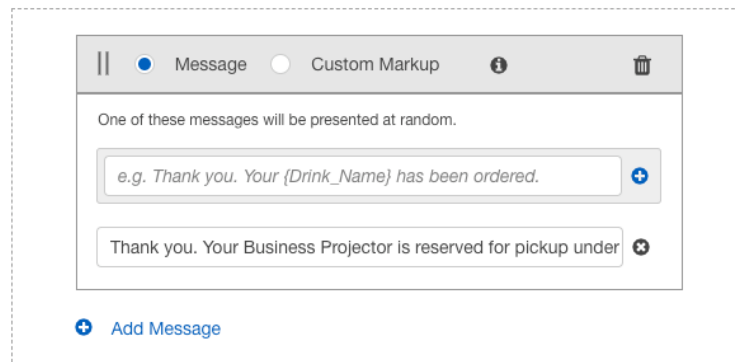 Message Custom Markup
One of these messages will be presented at random.
e.g. Thank you. Your {Drink_Name} has been ordered.
Thank you. Your Business Projector is reserved for pickup under
Add Message